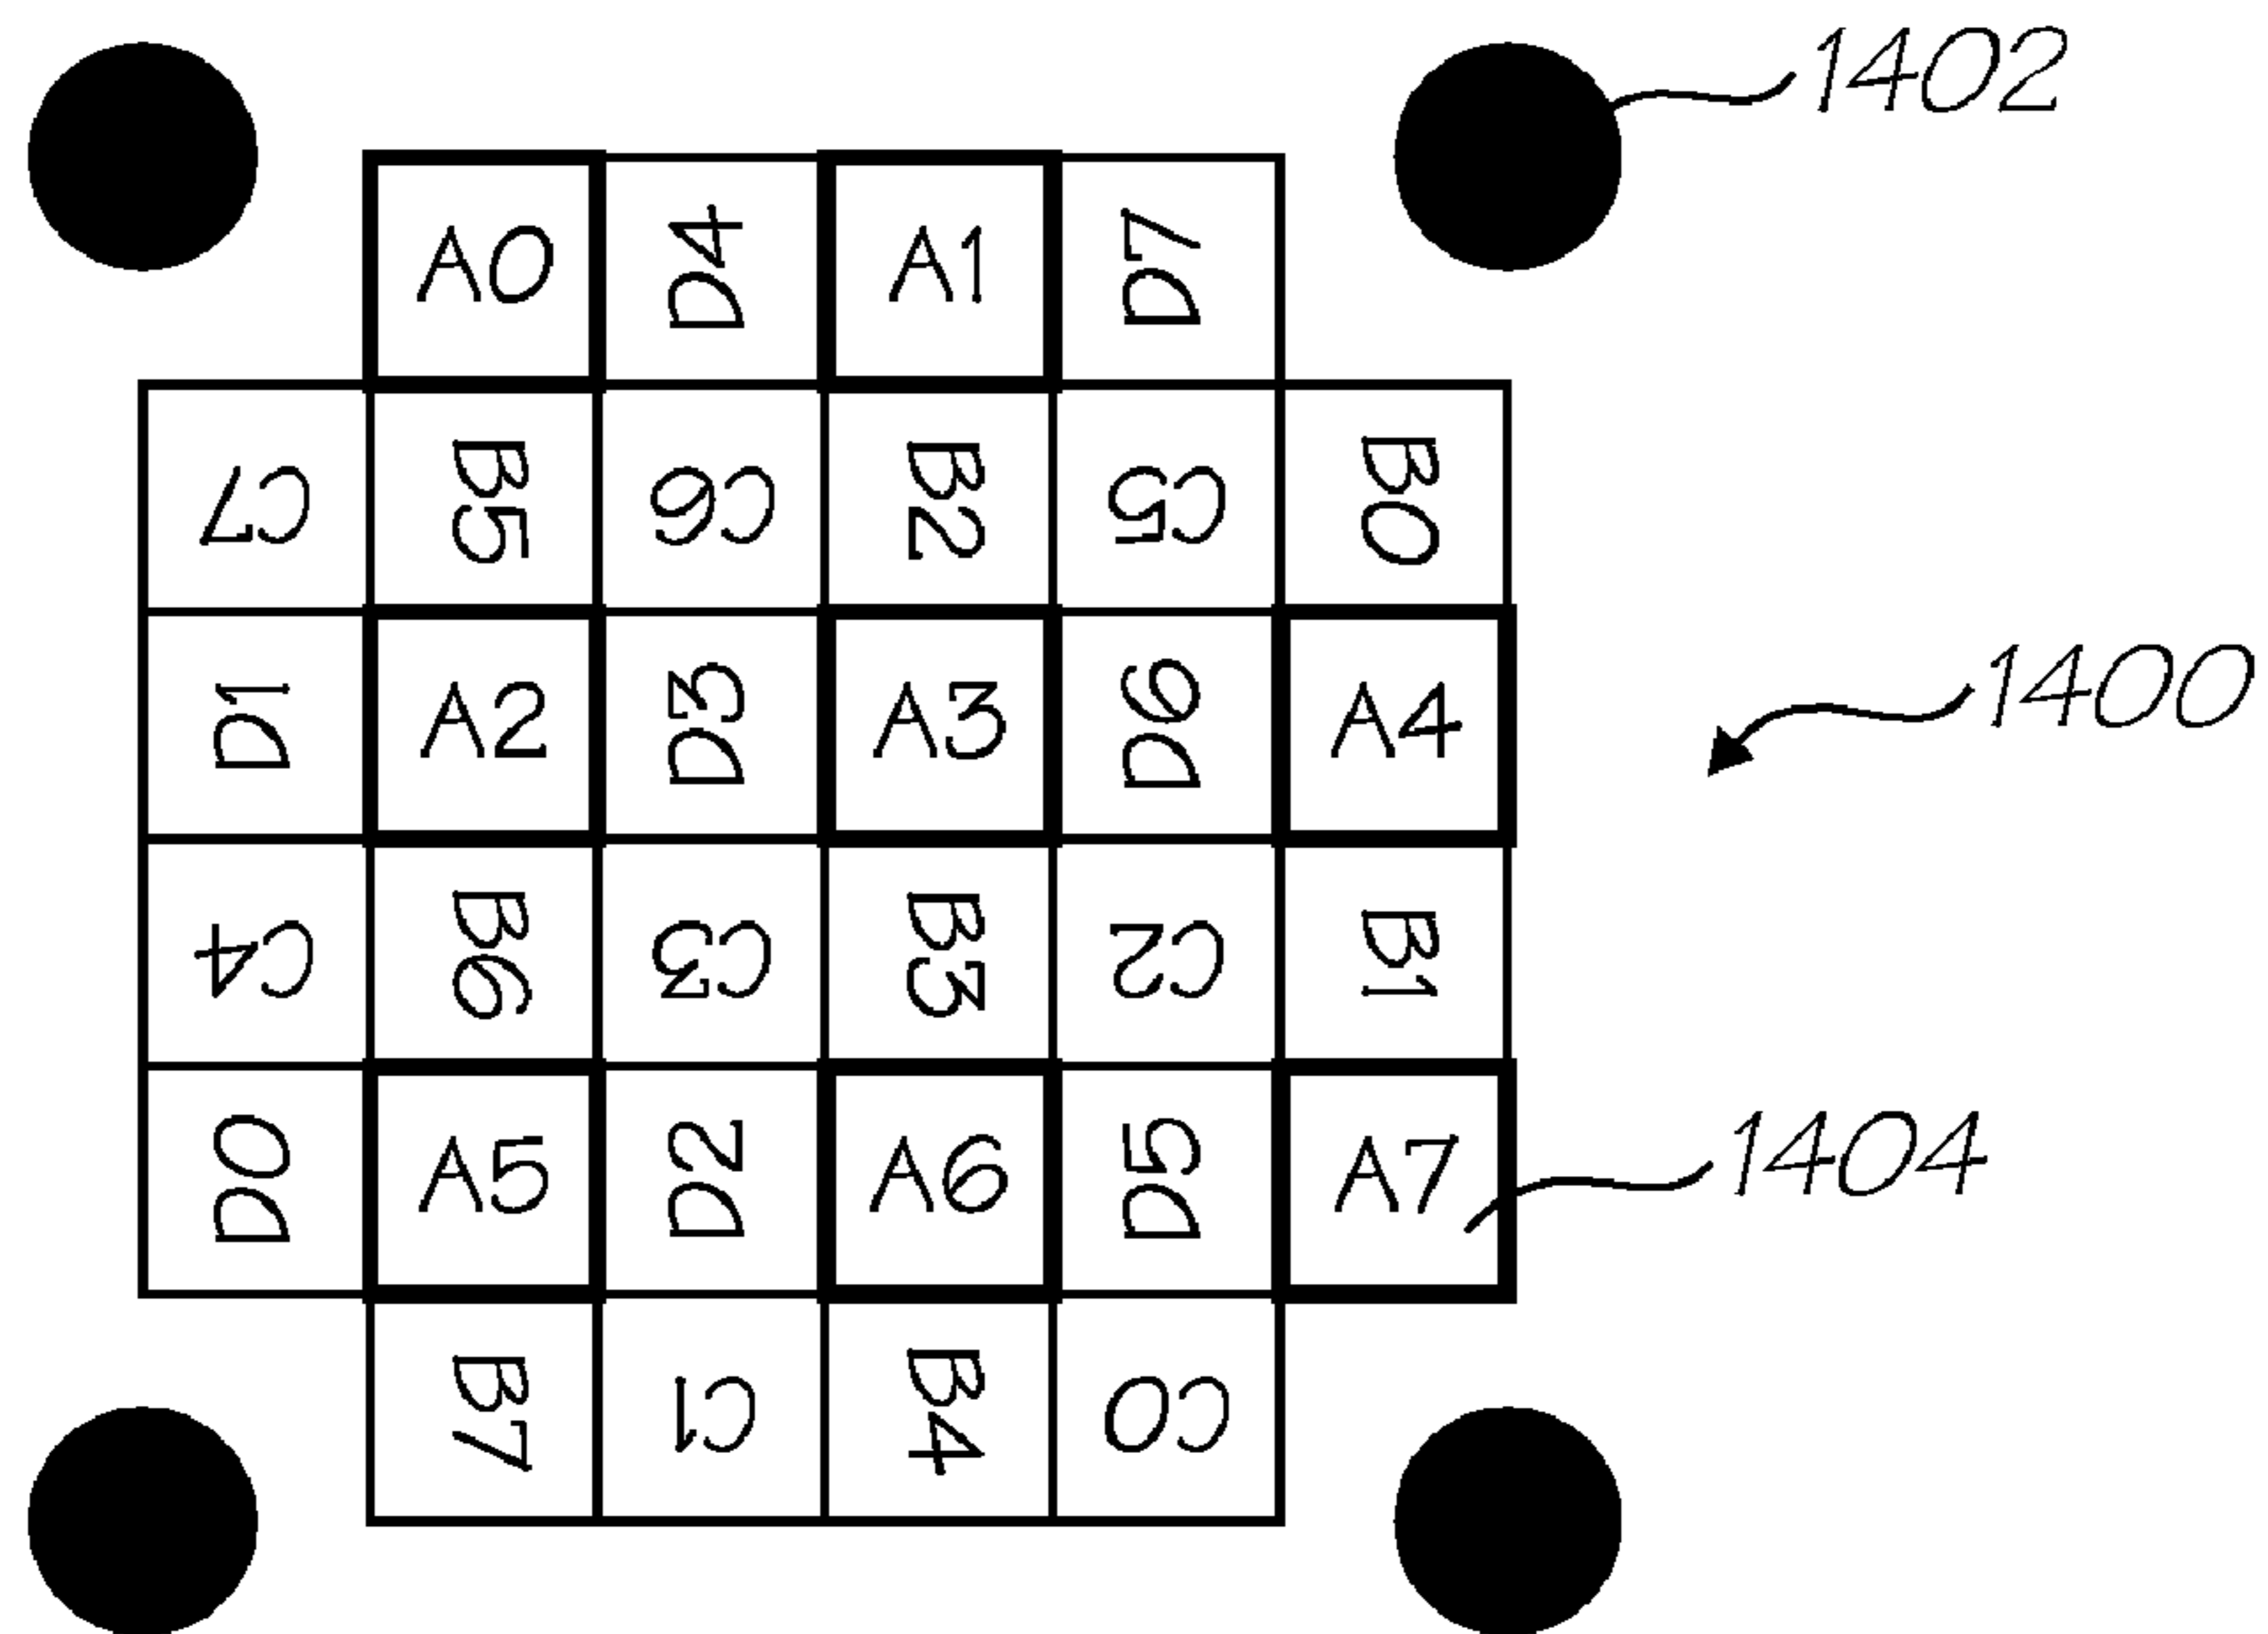 1402
A0 D4 A1 D7
C7 B5 C6 B2 C5 B0
D1 A2 D3 A3 D6 A4
1400
C4 B6 C3 B3 C2 B1
D0 A5 D2 A6 D5 A7
1404
B7 C1 B4 C0